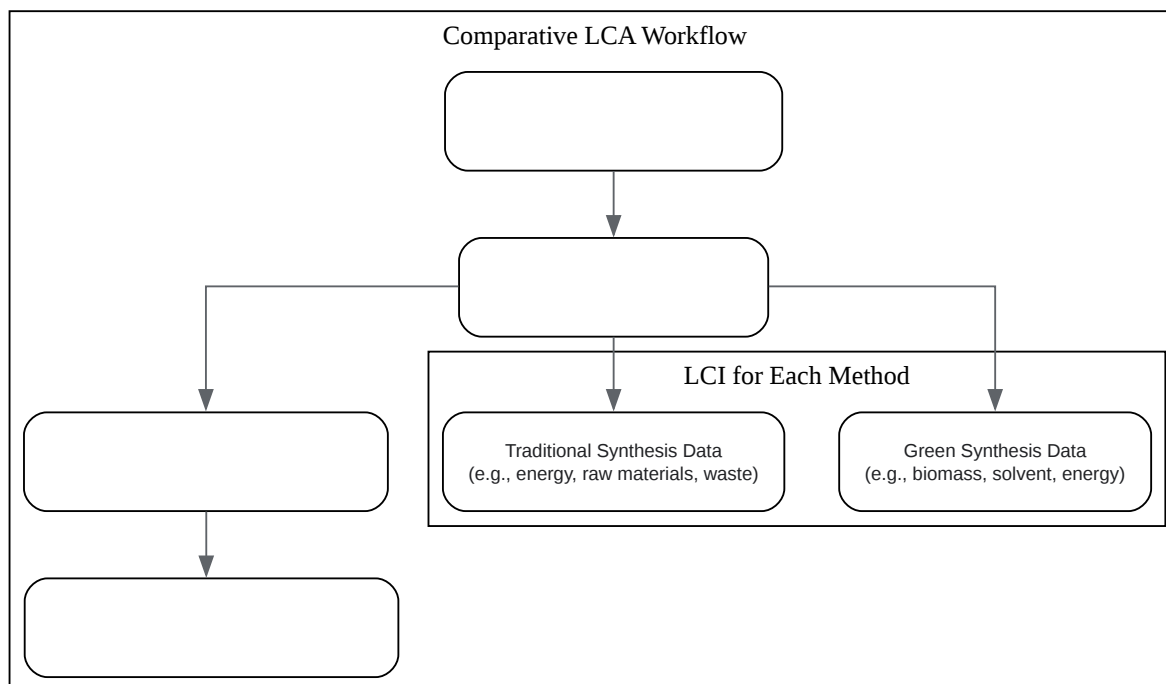 Comparative LCA Workflow
LCI for Each Method
Traditional Synthesis Data
(e.g., energy, raw materials, waste)
Green Synthesis Data
(e.g., biomass, solvent, energy)